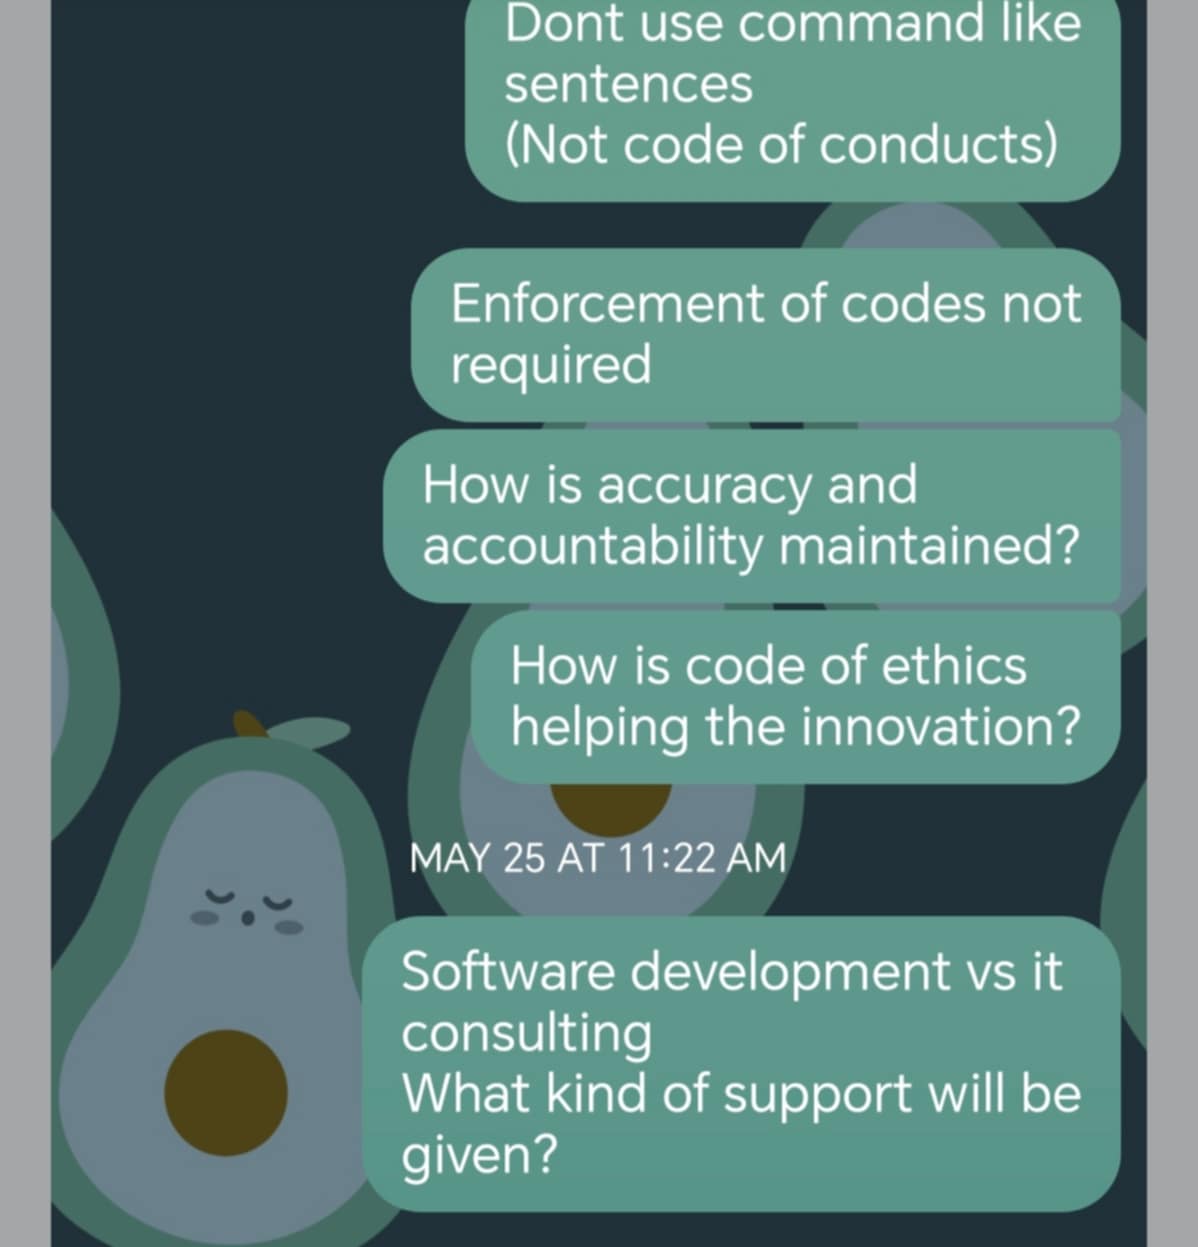 Dont use command like
sentences
(Not code of conducts)
Enforcement of codes not
required
How is accuracy and
accountability maintained?
How is code of ethics
helping the innovation?
MAY 25 AT 11:22 AM
Software development vs it
consulting
What kind of support will be
given?